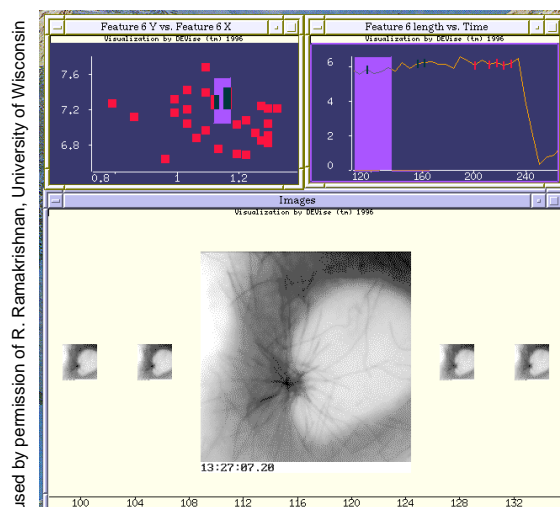 used by permission of R. Ramakrishnan, University of Wisconsin
Feature 6 Y vs. Feature 6 X
Visualization by DEVise (tm) 1996
7.6
7.2
6.8
0.8
1
1.2
Feature 6 length vs. Time
Visualization by DEVise (tm) 1996
6
4
2
0
120
160
200
240
Images
Visualization by DEVise (tm) 1996
13:27:07.20
100 104 108 112 115 120 124 128 132